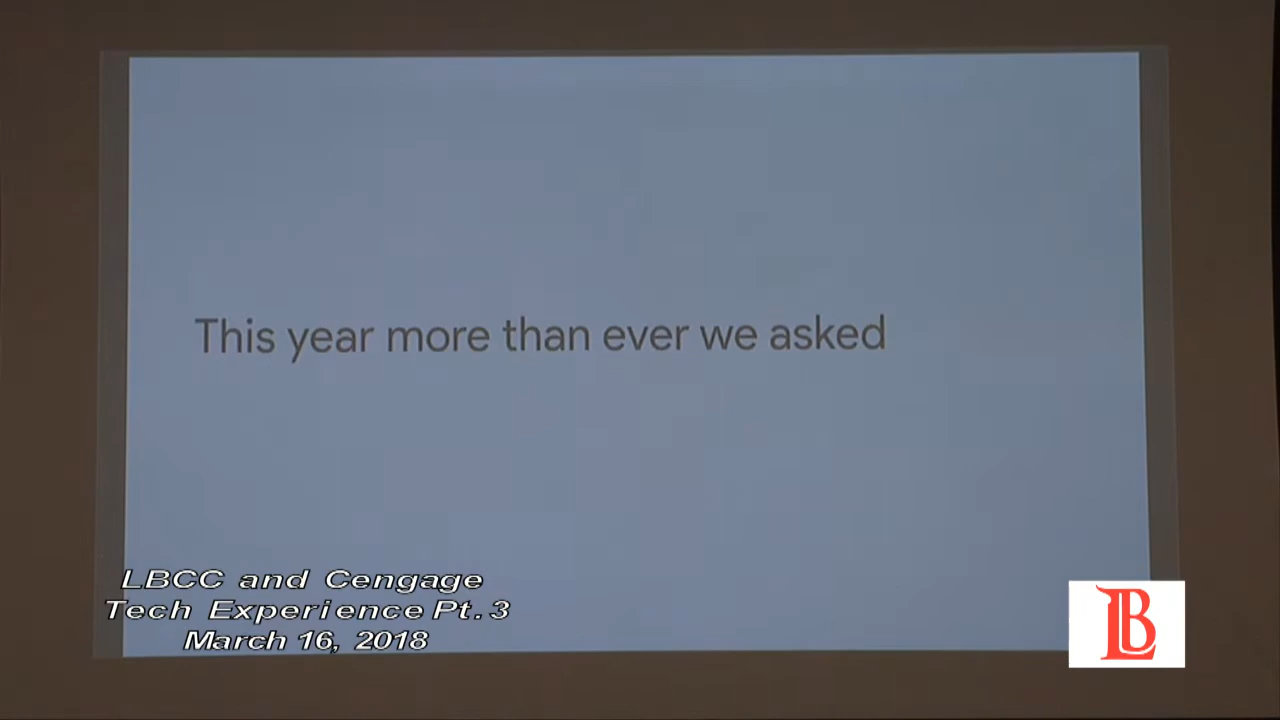 This year more than ever we asked
LBCC and Cengage
Tech Experience Pt. 3
March 16, 2018
LB